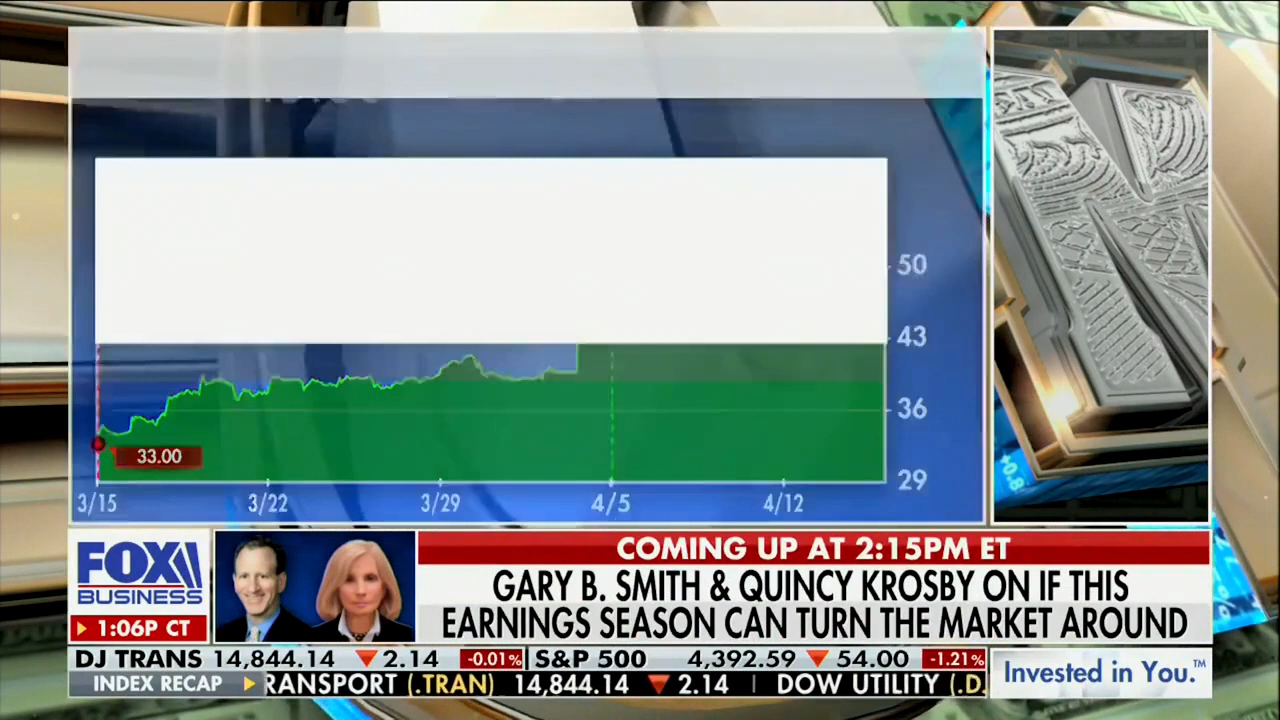 50
43
36
29
33.00
3/15 3/22 3/29 4/5 4/12
+0.8
FOX
BUSINESS
1:06P CT
COMING UP AT 2:15PM ET
GARY B. SMITH & QUINCY KROSBY ON IF THIS
EARNINGS SEASON CAN TURN THE MARKET AROUND
DJ TRANS 14,844.14 ▼ 2.14 -0.01% S&P 500 4,392.59 ▼ 54.00 -1.21%
INDEX RECAP RANSPORT (.TRAN) 14,844.14 ▼ 2.14 | DOW UTILITY (.D
Invested in You.™